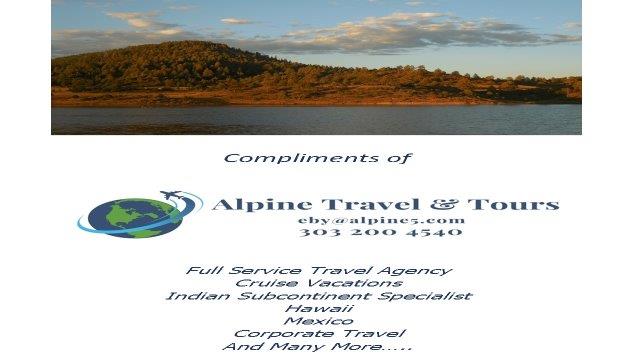 Compliments of
Alpine Travel & Tours
eby@alpine5.com
303 200 4540
Full Service Travel Agency
Cruise Vacations
Indian Subcontinent Specialist
Hawaii
Mexico
Corporate Travel
And Many More.....